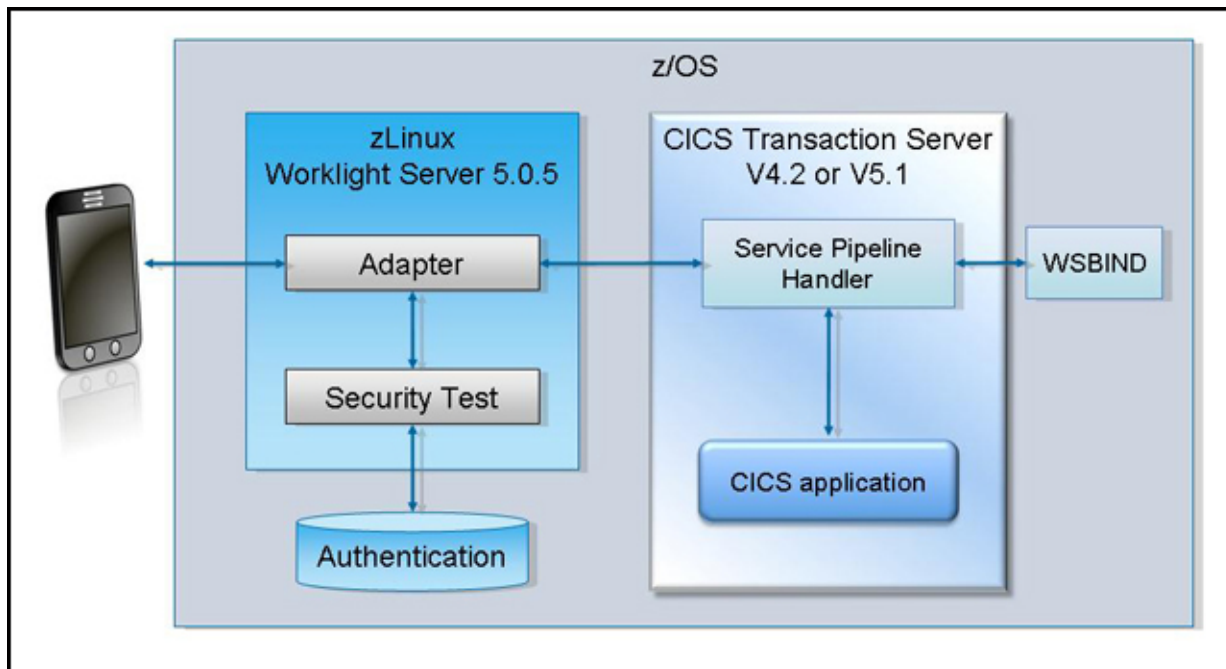 z/OS
zLinux
Worklight Server 5.0.5
Adapter
Security Test
Authentication
CICS Transaction Server
V4.2 or V5.1
Service Pipeline
Handler
WSBIND
CICS application